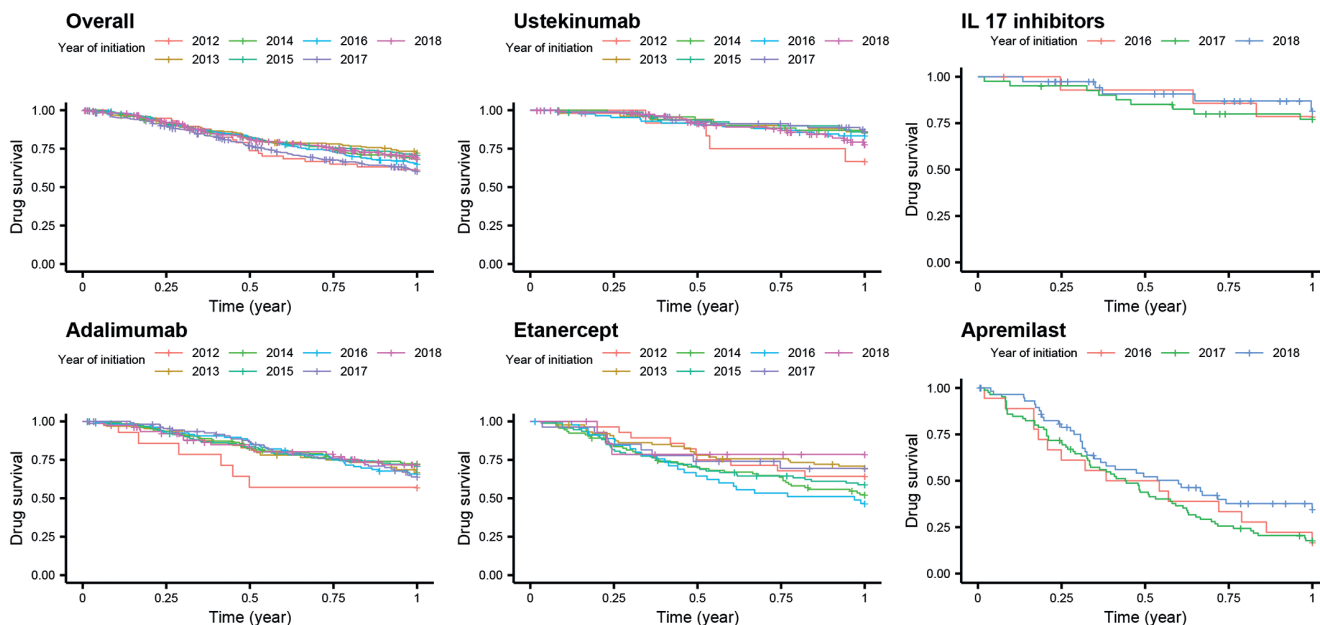 Overall
Year of initiation 2012 2014 2016 2018
2013 2015 2017
Drug survival
1.00
0.75
0.50
0.25
0.00
0 0.25 0.5 0.75 1
Time (year)
Ustekinumab
Year of initiation 2012 2014 2016 2018
2013 2015 2017
Drug survival
1.00
0.75
0.50
0.25
0.00
0 0.25 0.5 0.75 1
Time (year)
IL 17 inhibitors
Year of initiation 2016 2017 2018
Drug survival
1.00
0.75
0.50
0.25
0.00
0 0.25 0.5 0.75 1
Time (year)
Adalimumab
Year of initiation 2012 2014 2016 2018
2013 2015 2017
Drug survival
1.00
0.75
0.50
0.25
0.00
0 0.25 0.5 0.75 1
Time (year)
Etanercept
Year of initiation 2012 2014 2016 2018
2013 2015 2017
Drug survival
1.00
0.75
0.50
0.25
0.00
0 0.25 0.5 0.75 1
Time (year)
Apremilast
Year of initiation 2016 2017 2018
Drug survival
1.00
0.75
0.50
0.25
0.00
0 0.25 0.5 0.75 1
Time (year)